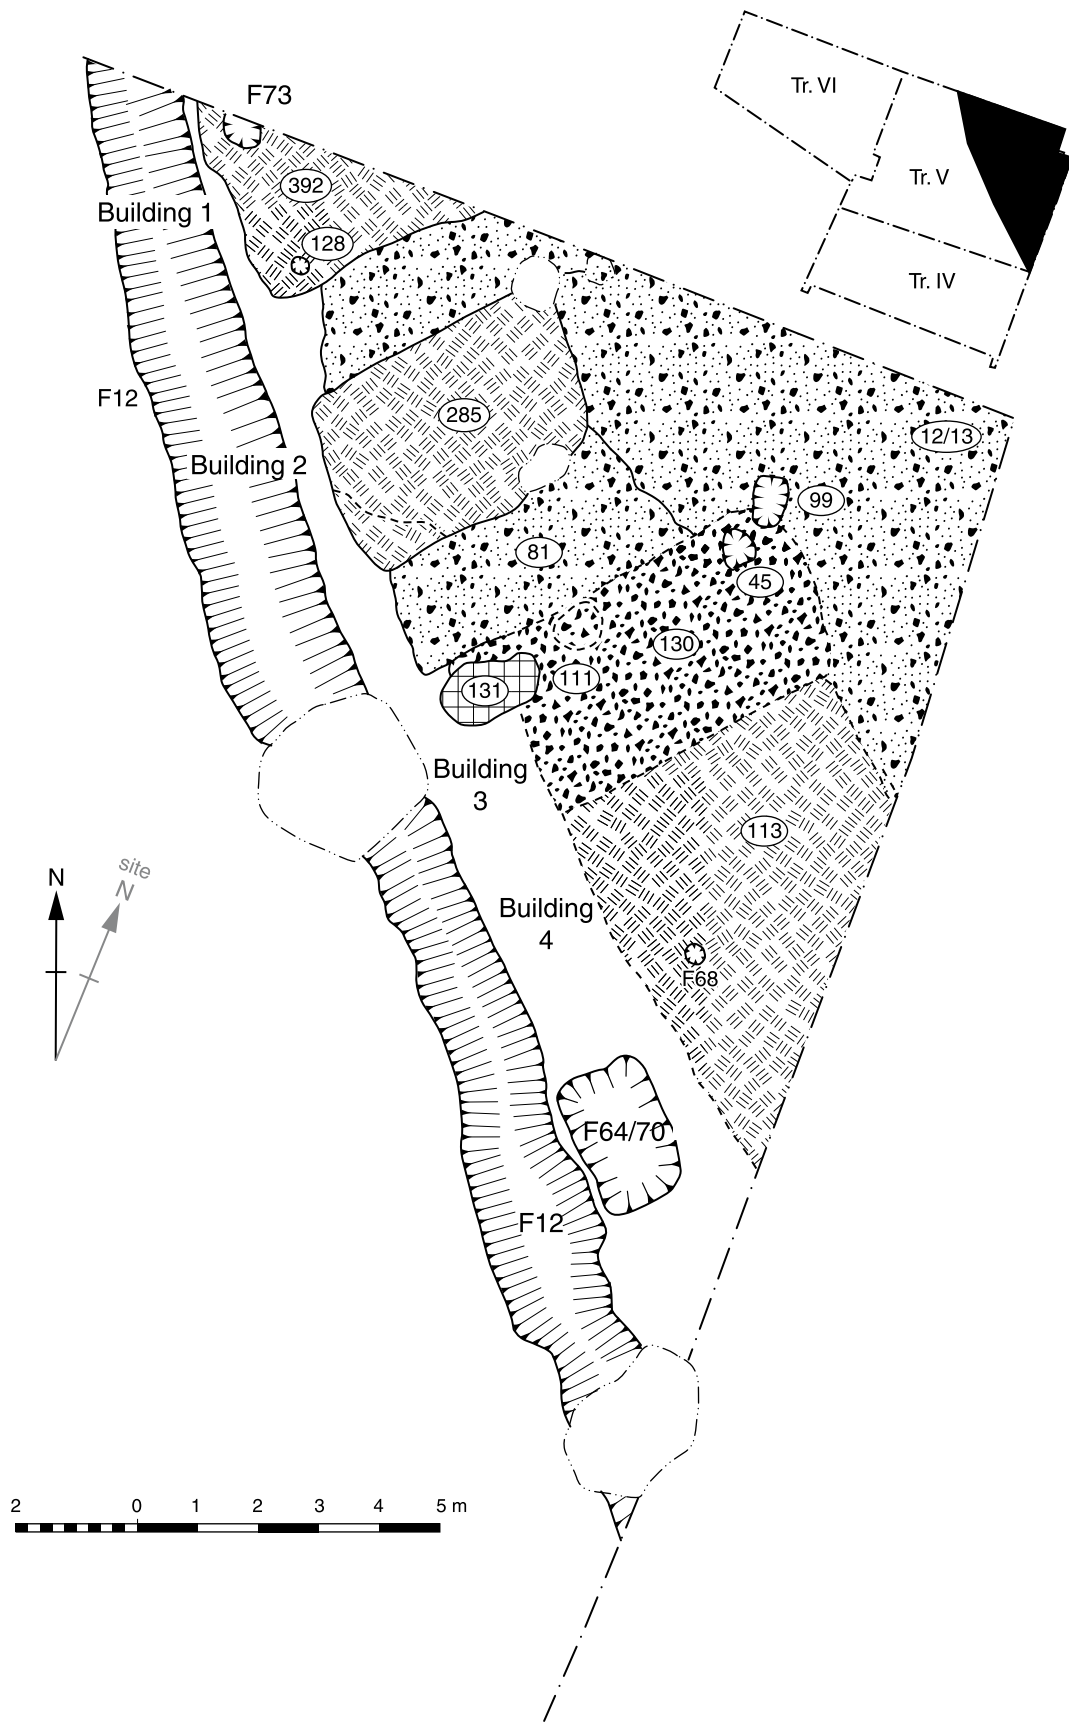 Tr. VI
F73
Tr. V
392
Building 1
128
Tr. IV
F12
285
12/13
Building 2
99
81
45
130
111
131
Building
3
113
site
N
N
Building
4
F68
F64/70
F12
2 0 1 2 3 4 5 m